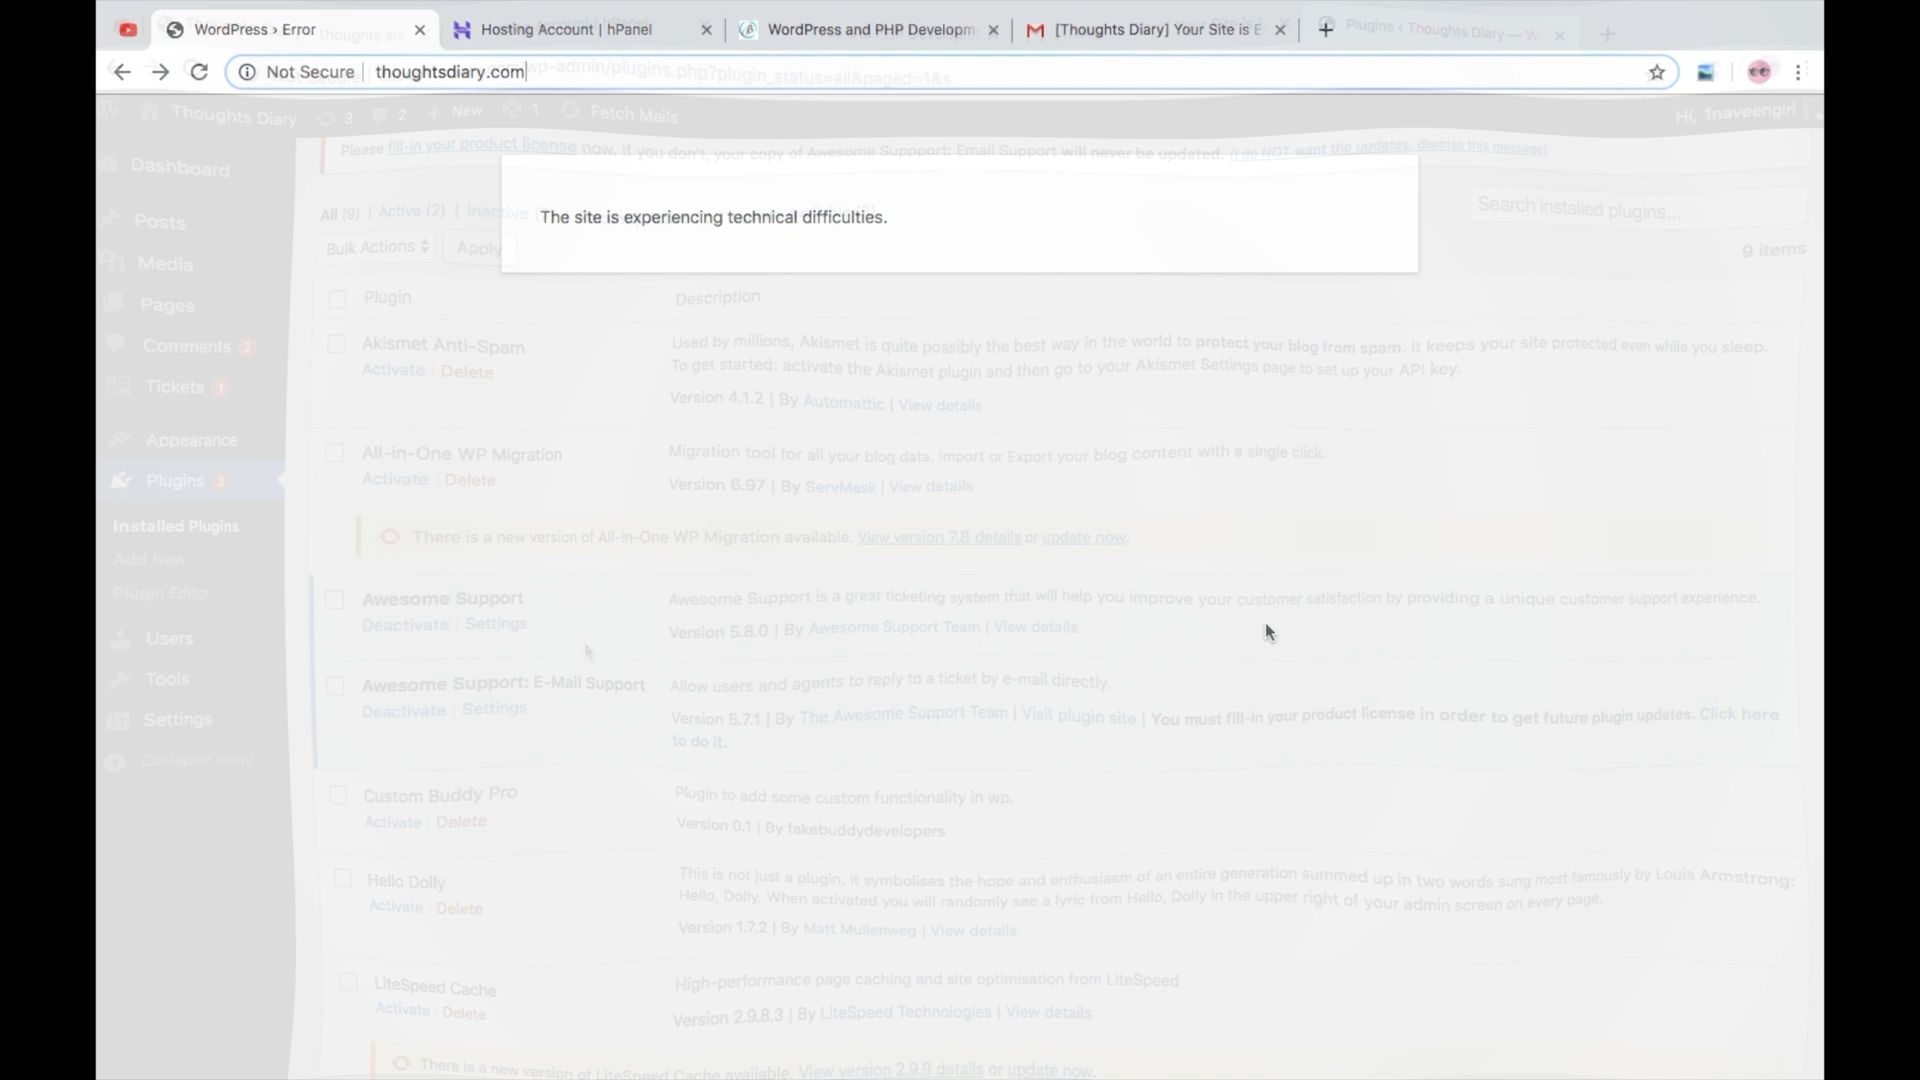 WordPress › Error
Hosting Account | hPanel
WordPress and PHP Developm
[Thoughts Diary] Your Site is E
Plugins ‹ Thoughts Diary — W
Not Secure | thoughtsdiary.com
wp-admin/plugins.php?plugin_status=all&paged=1&s
Thoughts Diary 3 2 New 1 Fetch Mails
Hi, 1naveengiri
Please fill-in your product license now. If you don't, your copy of Awesome Suppport: Email Support will never be updated. (I do NOT want the updates, dismiss this message)
The site is experiencing technical difficulties.
All (9) | Active (2) | Inactive
Search installed plugins...
Bulk Actions Apply
9 items
Dashboard
Posts
Media
Pages
Comments 2
Tickets 1
Appearance
Plugins 3
Installed Plugins
Add New
Plugin Editor
Users
Tools
Settings
Collapse menu
Plugin Description
Akismet Anti-Spam
Activate | Delete
Used by millions, Akismet is quite possibly the best way in the world to protect your blog from spam. It keeps your site protected even while you sleep.
To get started: activate the Akismet plugin and then go to your Akismet Settings page to set up your API key.
Version 4.1.2 | By Automattic | View details
All-in-One WP Migration
Activate | Delete
Migration tool for all your blog data. Import or Export your blog content with a single click.
Version 6.97 | By ServMask | View details
There is a new version of All-in-One WP Migration available. View version 7.8 details or update now.
Awesome Support
Deactivate | Settings
Awesome Support is a great ticketing system that will help you improve your customer satisfaction by providing a unique customer support experience.
Version 5.8.0 | By Awesome Support Team | View details
Awesome Support: E-Mail Support
Deactivate | Settings
Allow users and agents to reply to a ticket by e-mail directly.
Version 5.7.1 | By The Awesome Support Team | Visit plugin site | You must fill-in your product license in order to get future plugin updates. Click here
to do it.
Custom Buddy Pro
Activate | Delete
Plugin to add some custom functionality in wp.
Version 0.1 | By fakebuddydevelopers
Hello Dolly
Activate | Delete
This is not just a plugin, it symbolises the hope and enthusiasm of an entire generation summed up in two words sung most famously by Louis Armstrong:
Hello, Dolly. When activated you will randomly see a lyric from Hello, Dolly in the upper right of your admin screen on every page.
Version 1.7.2 | By Matt Mullenweg | View details
LiteSpeed Cache
Activate | Delete
High-performance page caching and site optimisation from LiteSpeed
Version 2.9.8.3 | By LiteSpeed Technologies | View details
There is a new version of LiteSpeed Cache available. View version 2.9.9 details or update now.